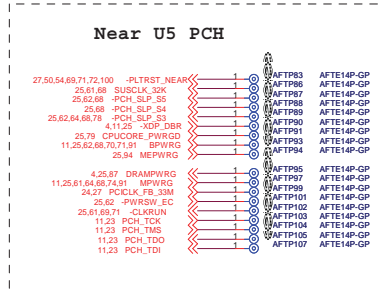 Near U5 PCH
27,50,54,69,71,72,100 -PLTRST_NEAR 1 AFTP83 AFTE14P-GP
25,61,68 SUSCLK_32K 1 AFTP86 AFTE14P-GP
25,62,68 -PCH_SLP_S5 1 AFTP87 AFTE14P-GP
25,68 -PCH_SLP_S4 1 AFTP88 AFTE14P-GP
25,62,64,68,78 -PCH_SLP_S3 1 AFTP89 AFTE14P-GP
4,11,25 -XDP_DBR 1 AFTP90 AFTE14P-GP
25,79 CPUCORE_PWRGD 1 AFTP91 AFTE14P-GP
11,25,62,68,70,71,91 BPWRG 1 AFTP93 AFTE14P-GP
25,94 MEPWRG 1 AFTP94 AFTE14P-GP
4,25,87 DRAMPWRG 1 AFTP95 AFTE14P-GP
11,25,61,64,68,74,91 MPWRG 1 AFTP97 AFTE14P-GP
24,27 PCICLK_FB_33M 1 AFTP99 AFTE14P-GP
25,62 -PWRSW_EC 1 AFTP101 AFTE14P-GP
25,61,69,71 -CLKRUN 1 AFTP102 AFTE14P-GP
11,23 PCH_TCK 1 AFTP103 AFTE14P-GP
11,23 PCH_TMS 1 AFTP104 AFTE14P-GP
11,23 PCH_TDO 1 AFTP105 AFTE14P-GP
11,23 PCH_TDI 1 AFTP107 AFTE14P-GP